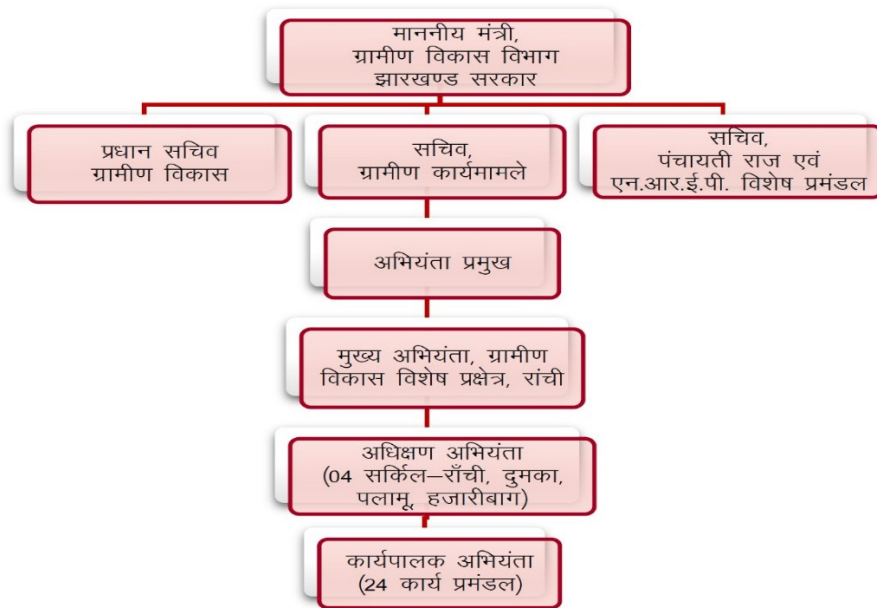 माननीय मंत्री,
ग्रामीण विकास विभाग
झारखण्ड सरकार
प्रधान सचिव
ग्रामीण विकास
सचिव,
ग्रामीण कार्यमामले
सचिव,
पंचायती राज एवं
एन.आर.ई.पी. विशेष प्रमंडल
अभियंता प्रमुख
मुख्य अभियंता, ग्रामीण
विकास विशेष प्रक्षेत्र, रांची
अधिक्षण अभियंता
(04 सर्किल–राँची, दुमका,
पलामू, हजारीबाग)
कार्यपालक अभियंता
(24 कार्य प्रमंडल)